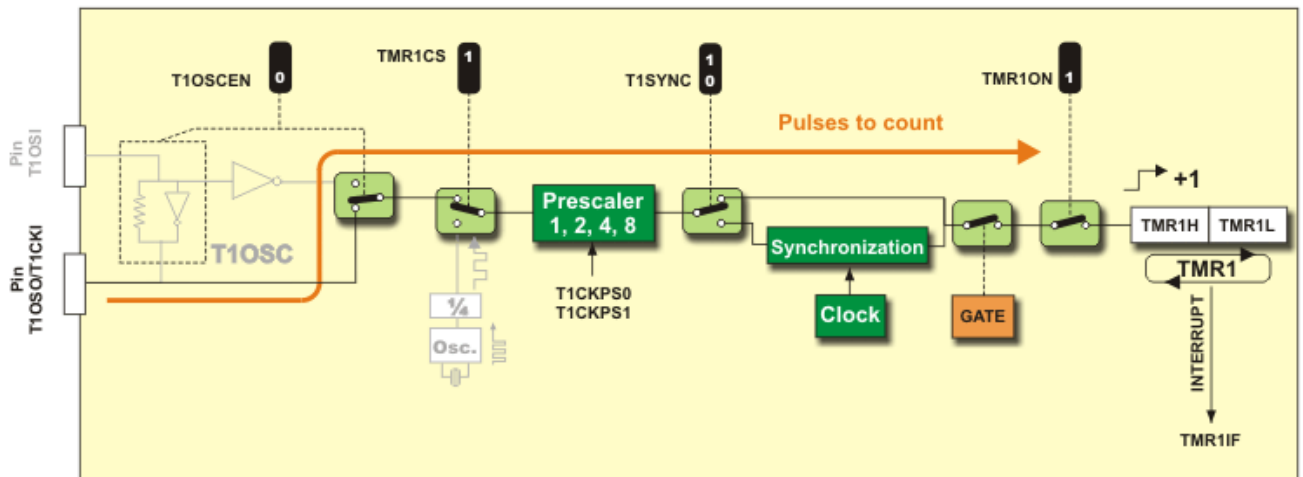 T1OSCEN
0
TMR1CS
1
T1SYNC
1
0
TMR1ON
1
Pulses to count
Pin
T1OSI
T1OSC
Pin
T1OSO/T1CKI
Prescaler
1, 2, 4, 8
T1CKPS0
T1CKPS1
¼
Osc.
Synchronization
Clock
GATE
+1
TMR1H
TMR1L
TMR1
INTERRUPT
TMR1IF